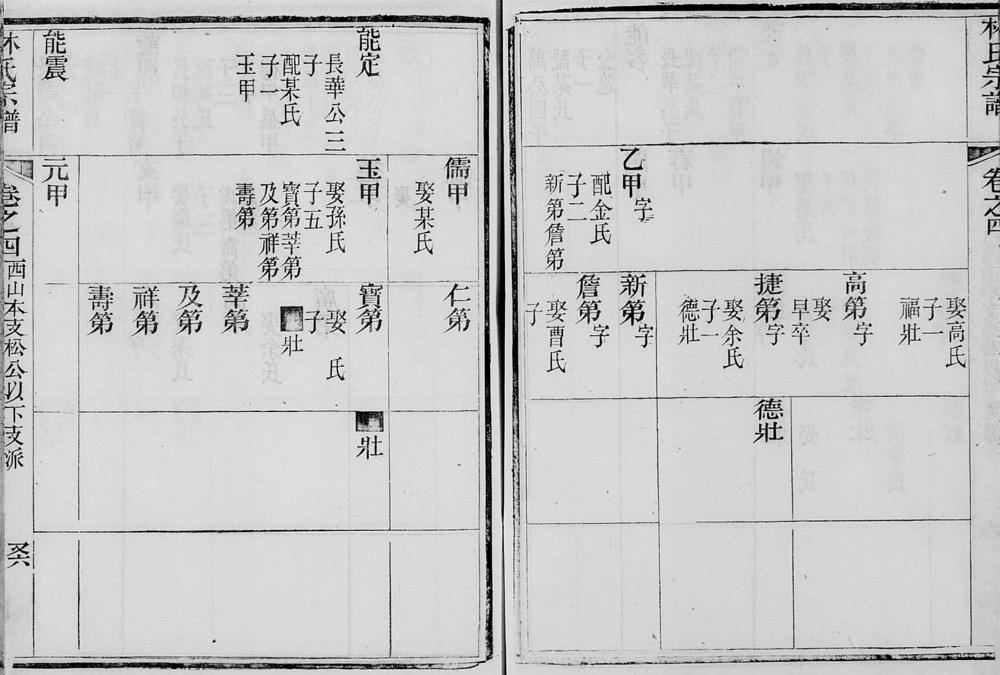 林氏宗譜
卷之四
娶高氏
子一
福壯
高第字
娶
早卒
捷第字
娶余氏
子一
德壯
德壯
乙甲字
配金氏
子二
新第詹第
新第字
詹第字
娶曹氏
子
儒甲
娶某氏
仁第
能定
長華公三
子
配某氏
子一
玉甲
玉甲
娶孫氏
子五
寶第莘第
及第祥第
壽第
寶第
娶 氏
子
壯
壯
莘第
及第
祥第
壽第
能震
元甲
林氏宗譜
卷之四
西山本支松公以下支派